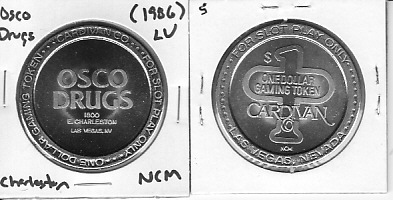 Osco
Drugs
(1986)
LV
CARDIVAN CO. FOR SLOT PLAY ONLY ONE DOLLAR GAMING TOKEN
OSCO
DRUGS
1800
E. CHARLESTON
LAS VEGAS, NV
Charleston
NCM
S
FOR SLOT PLAY ONLY
$1
ONE DOLLAR
GAMING TOKEN
CARDIVAN
Co
NCM
LAS VEGAS, NEVADA